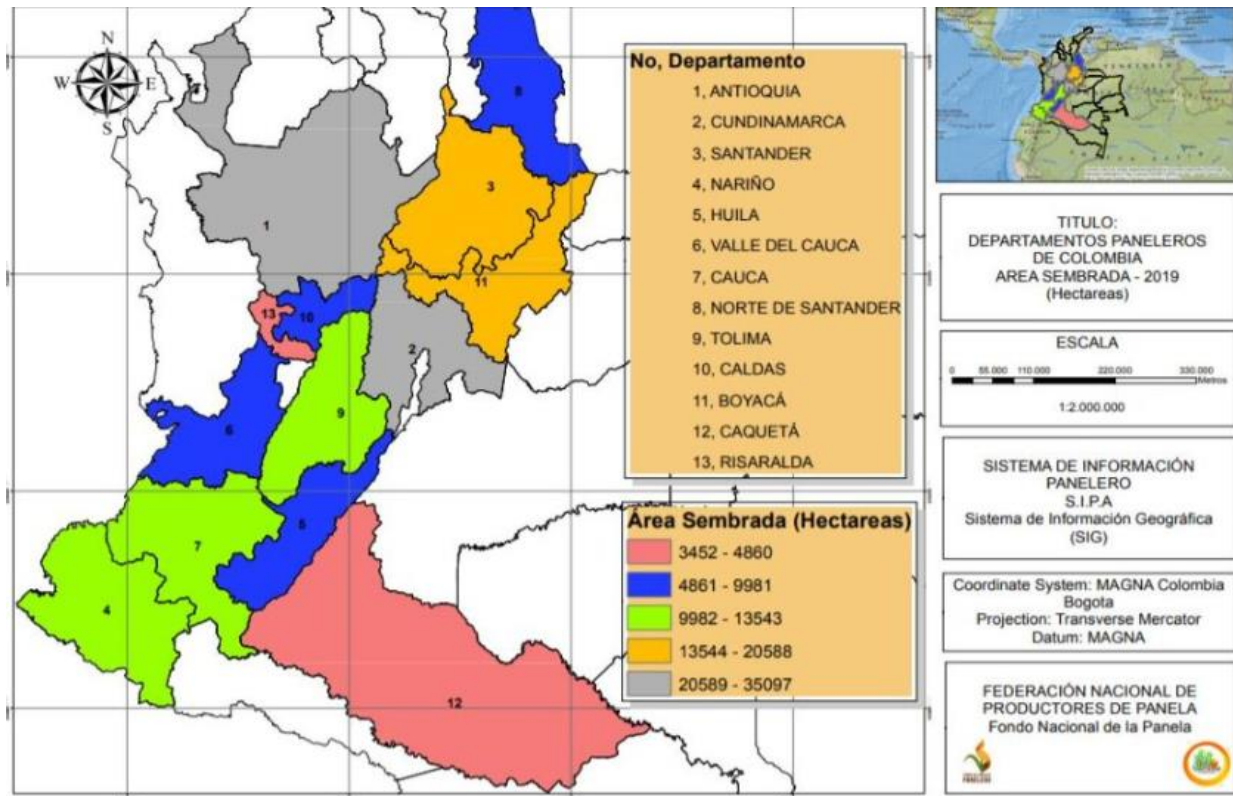 N
W E
S
8
3
1
11
13
10
2
9
6
5
7
4
12
No, Departamento
1, ANTIOQUIA
2, CUNDINAMARCA
3, SANTANDER
4, NARIÑO
5, HUILA
6, VALLE DEL CAUCA
7, CAUCA
8, NORTE DE SANTANDER
9, TOLIMA
10, CALDAS
11, BOYACÁ
12, CAQUETÁ
13, RISARALDA
Área Sembrada (Hectareas)
3452 - 4860
4861 - 9981
9982 - 13543
13544 - 20588
20589 - 35097
TITULO:
DEPARTAMENTOS PANELEROS
DE COLOMBIA
AREA SEMBRADA - 2019
(Hectareas)
ESCALA
0 55.000 110.000 220.000 330.000
Metros
1:2.000.000
SISTEMA DE INFORMACIÓN
PANELERO
S.I.P.A
Sistema de Información Geográfica
(SIG)
Coordinate System: MAGNA Colombia
Bogota
Projection: Transverse Mercator
Datum: MAGNA
FEDERACIÓN NACIONAL DE
PRODUCTORES DE PANELA
Fondo Nacional de la Panela